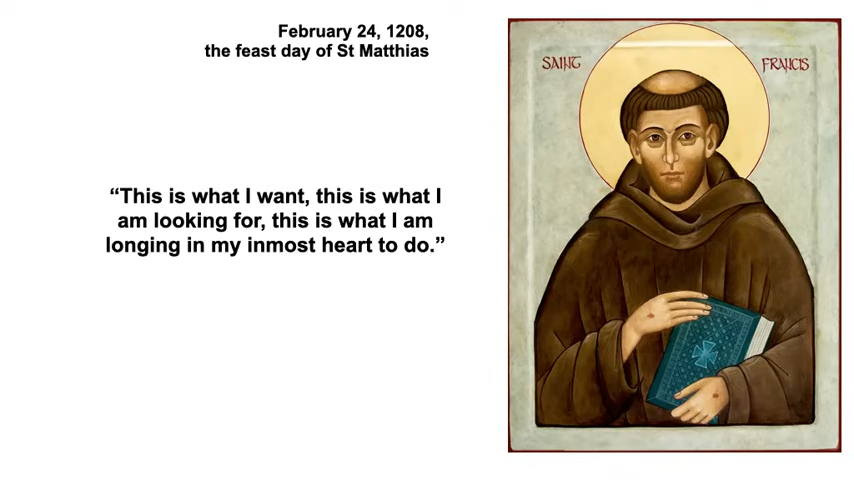 February 24, 1208,
the feast day of St Matthias
“This is what I want, this is what I
am looking for, this is what I am
longing in my inmost heart to do.”
SAINT
FRANCIS